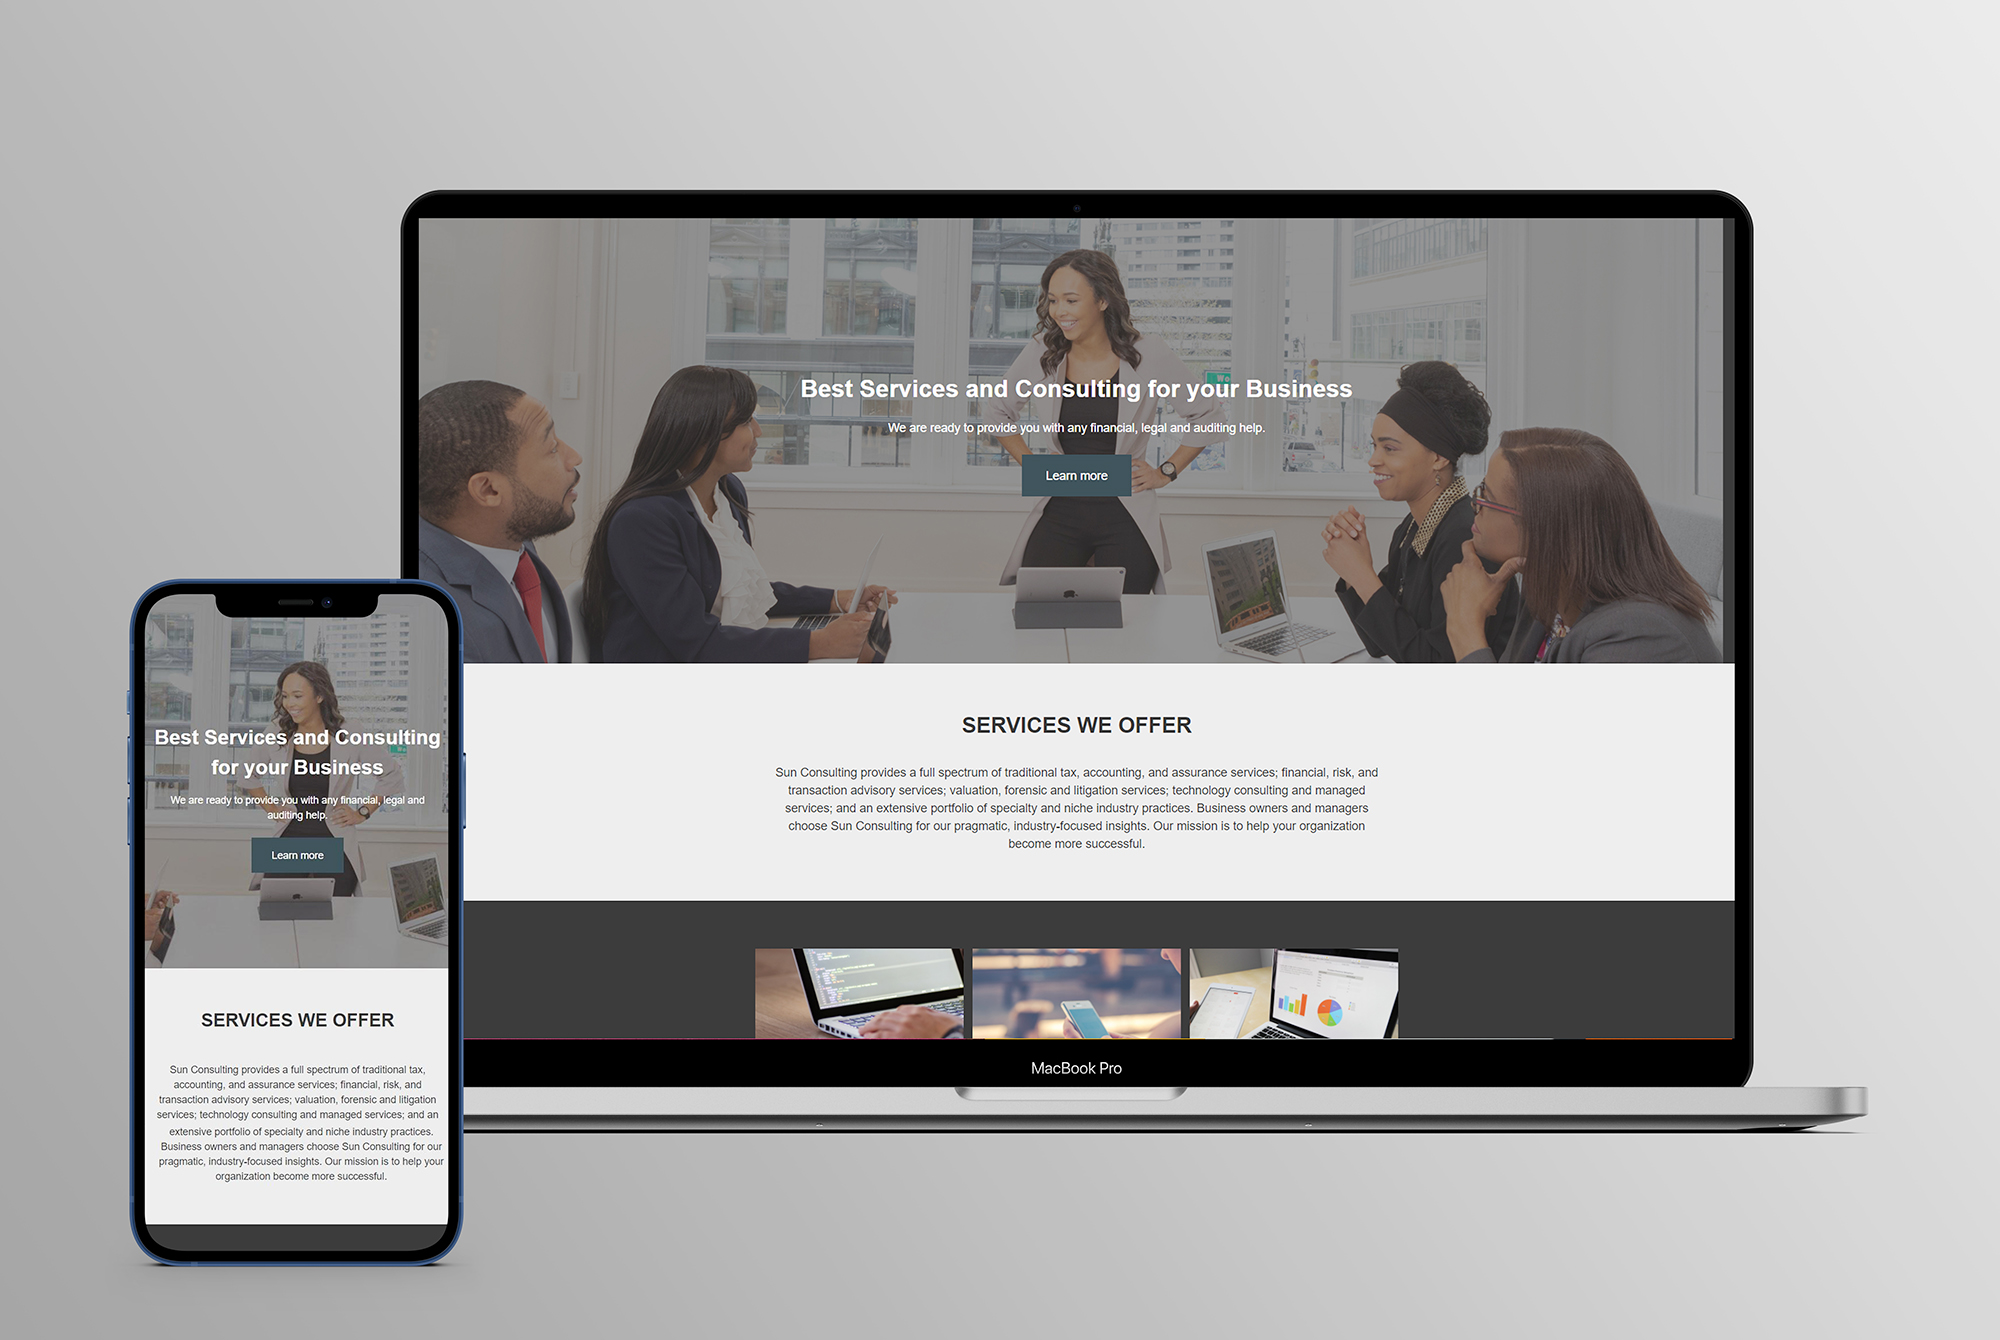 Best Services and Consulting for your Business
We are ready to provide you with any financial, legal and auditing help.
Learn more
SERVICES WE OFFER
Sun Consulting provides a full spectrum of traditional tax, accounting, and assurance services; financial, risk, and
transaction advisory services; valuation, forensic and litigation services; technology consulting and managed
services; and an extensive portfolio of specialty and niche industry practices. Business owners and managers
choose Sun Consulting for our pragmatic, industry-focused insights. Our mission is to help your organization
become more successful.
MacBook Pro
Best Services and Consulting
for your Business
We are ready to provide you with any financial, legal and
auditing help.
Learn more
SERVICES WE OFFER
Sun Consulting provides a full spectrum of traditional tax,
accounting, and assurance services; financial, risk, and
transaction advisory services; valuation, forensic and litigation
services; technology consulting and managed services; and an
extensive portfolio of specialty and niche industry practices.
Business owners and managers choose Sun Consulting for our
pragmatic, industry-focused insights. Our mission is to help your
organization become more successful.